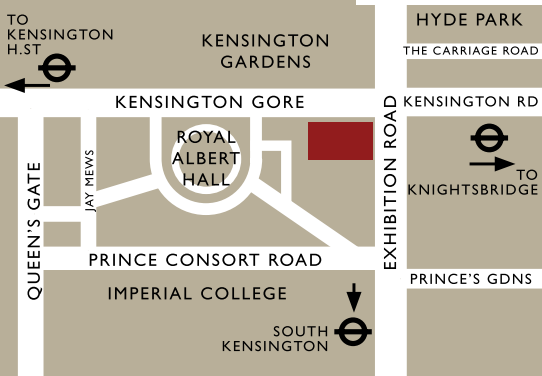 TO
KENSINGTON
H.ST
KENSINGTON
GARDENS
HYDE PARK
THE CARRIAGE ROAD
KENSINGTON GORE
KENSINGTON RD
ROYAL
ALBERT
HALL
JAY MEWS
QUEEN'S GATE
EXHIBITION ROAD
TO
KNIGHTSBRIDGE
PRINCE CONSORT ROAD
PRINCE'S GDNS
IMPERIAL COLLEGE
SOUTH
KENSINGTON